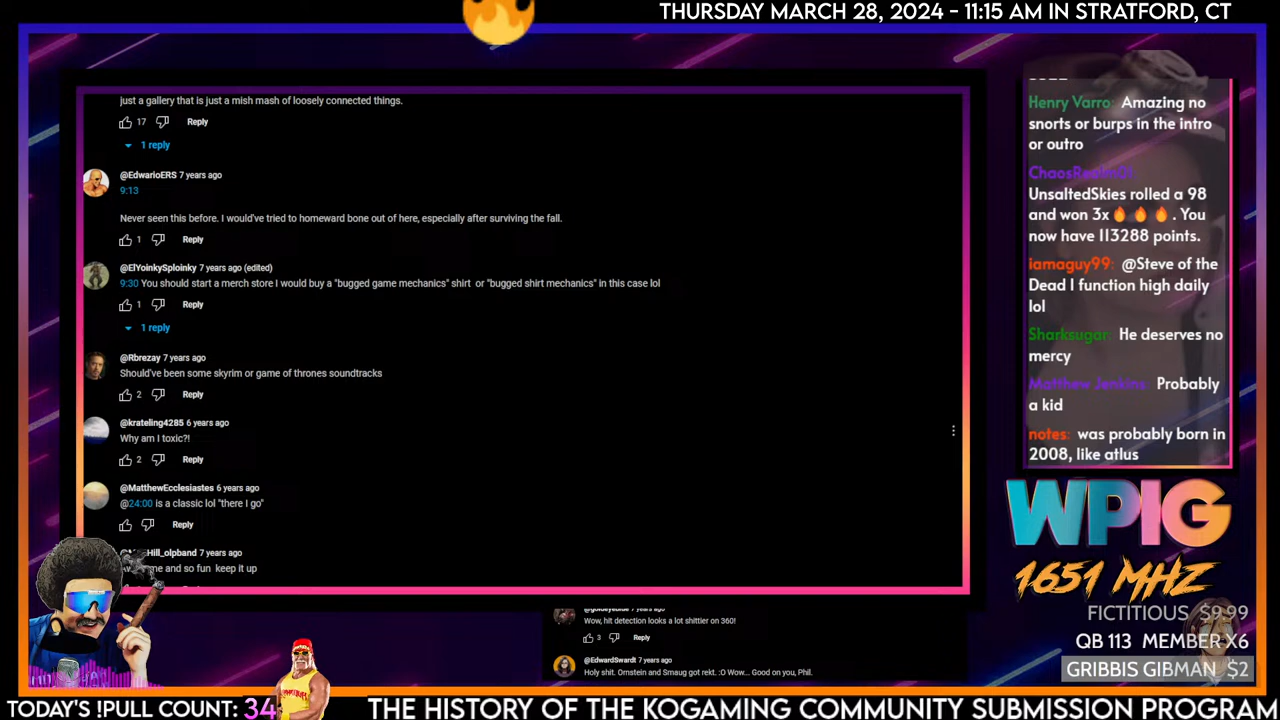 THURSDAY MARCH 28, 2024 - 11:15 AM IN STRATFORD, CT
just a gallery that is just a mish mash of loosely connected things.
17 Reply
1 reply
@EdwarioERS 7 years ago
9:13
Never seen this before. I would've tried to homeward bone out of here, especially after surviving the fall.
1 Reply
@ElYoinkySploinky 7 years ago (edited)
9:30 You should start a merch store I would buy a "bugged game mechanics" shirt or "bugged shirt mechanics" in this case lol
1 Reply
1 reply
@Rbrezay 7 years ago
Should've been some skyrim or game of thrones soundtracks
2 Reply
@krateling4285 6 years ago
Why am I toxic?!
2 Reply
@MatthewEcclesiastes 6 years ago
@24:00 is a classic lol "there I go"
Reply
Hill_olpband 7 years ago
me and so fun keep it up
7 years ago
Wow, hit detection looks a lot shittier on 360!
3 Reply
@EdwardSwardt 7 years ago
Holy shit. Ornstein and Smaug got rekt. :O Wow... Good on you, Phil.
Henry Varro: Amazing no
snorts or burps in the intro
or outro
ChaosRealm01:
UnsaltedSkies rolled a 98
and won 3x🔥🔥🔥. You
now have 113288 points.
iamaguy99: @Steve of the
Dead I function high daily
lol
Sharksugar: He deserves no
mercy
Matthew Jenkins: Probably
a kid
notes: was probably born in
2008, like atlus
WPIG
1651 MHZ
FICTITIOUS $9.99
QB 113 MEMBER X6
GRIBBIS GIBMAN $2
TODAY'S !PULL COUNT: 34
THE HISTORY OF THE KOGAMING COMMUNITY SUBMISSION PROGRAM